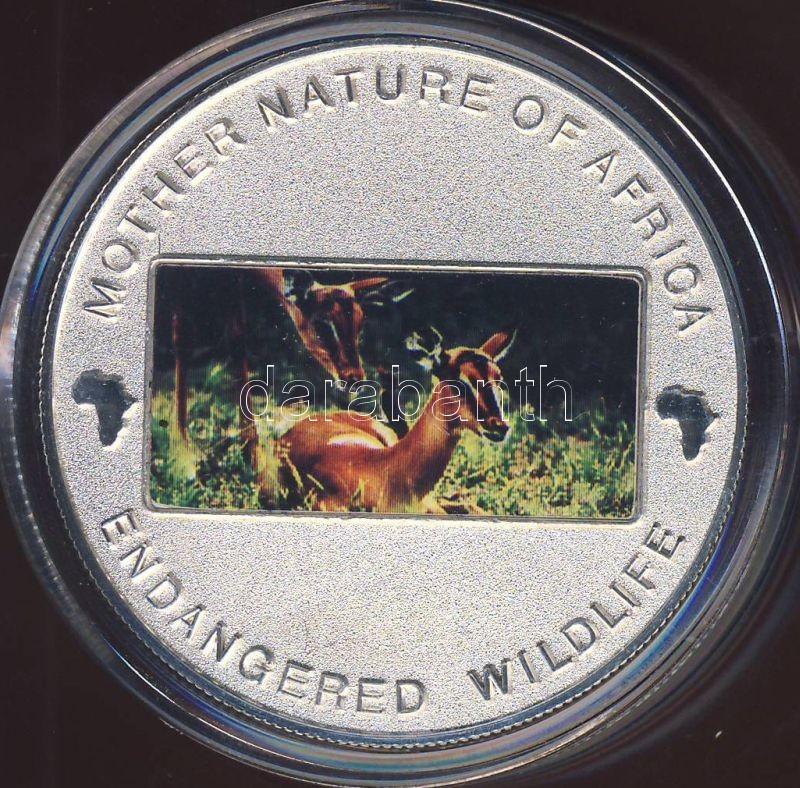 MOTHER NATURE OF AFRICA
darabanth
ENDANGERED WILDLIFE